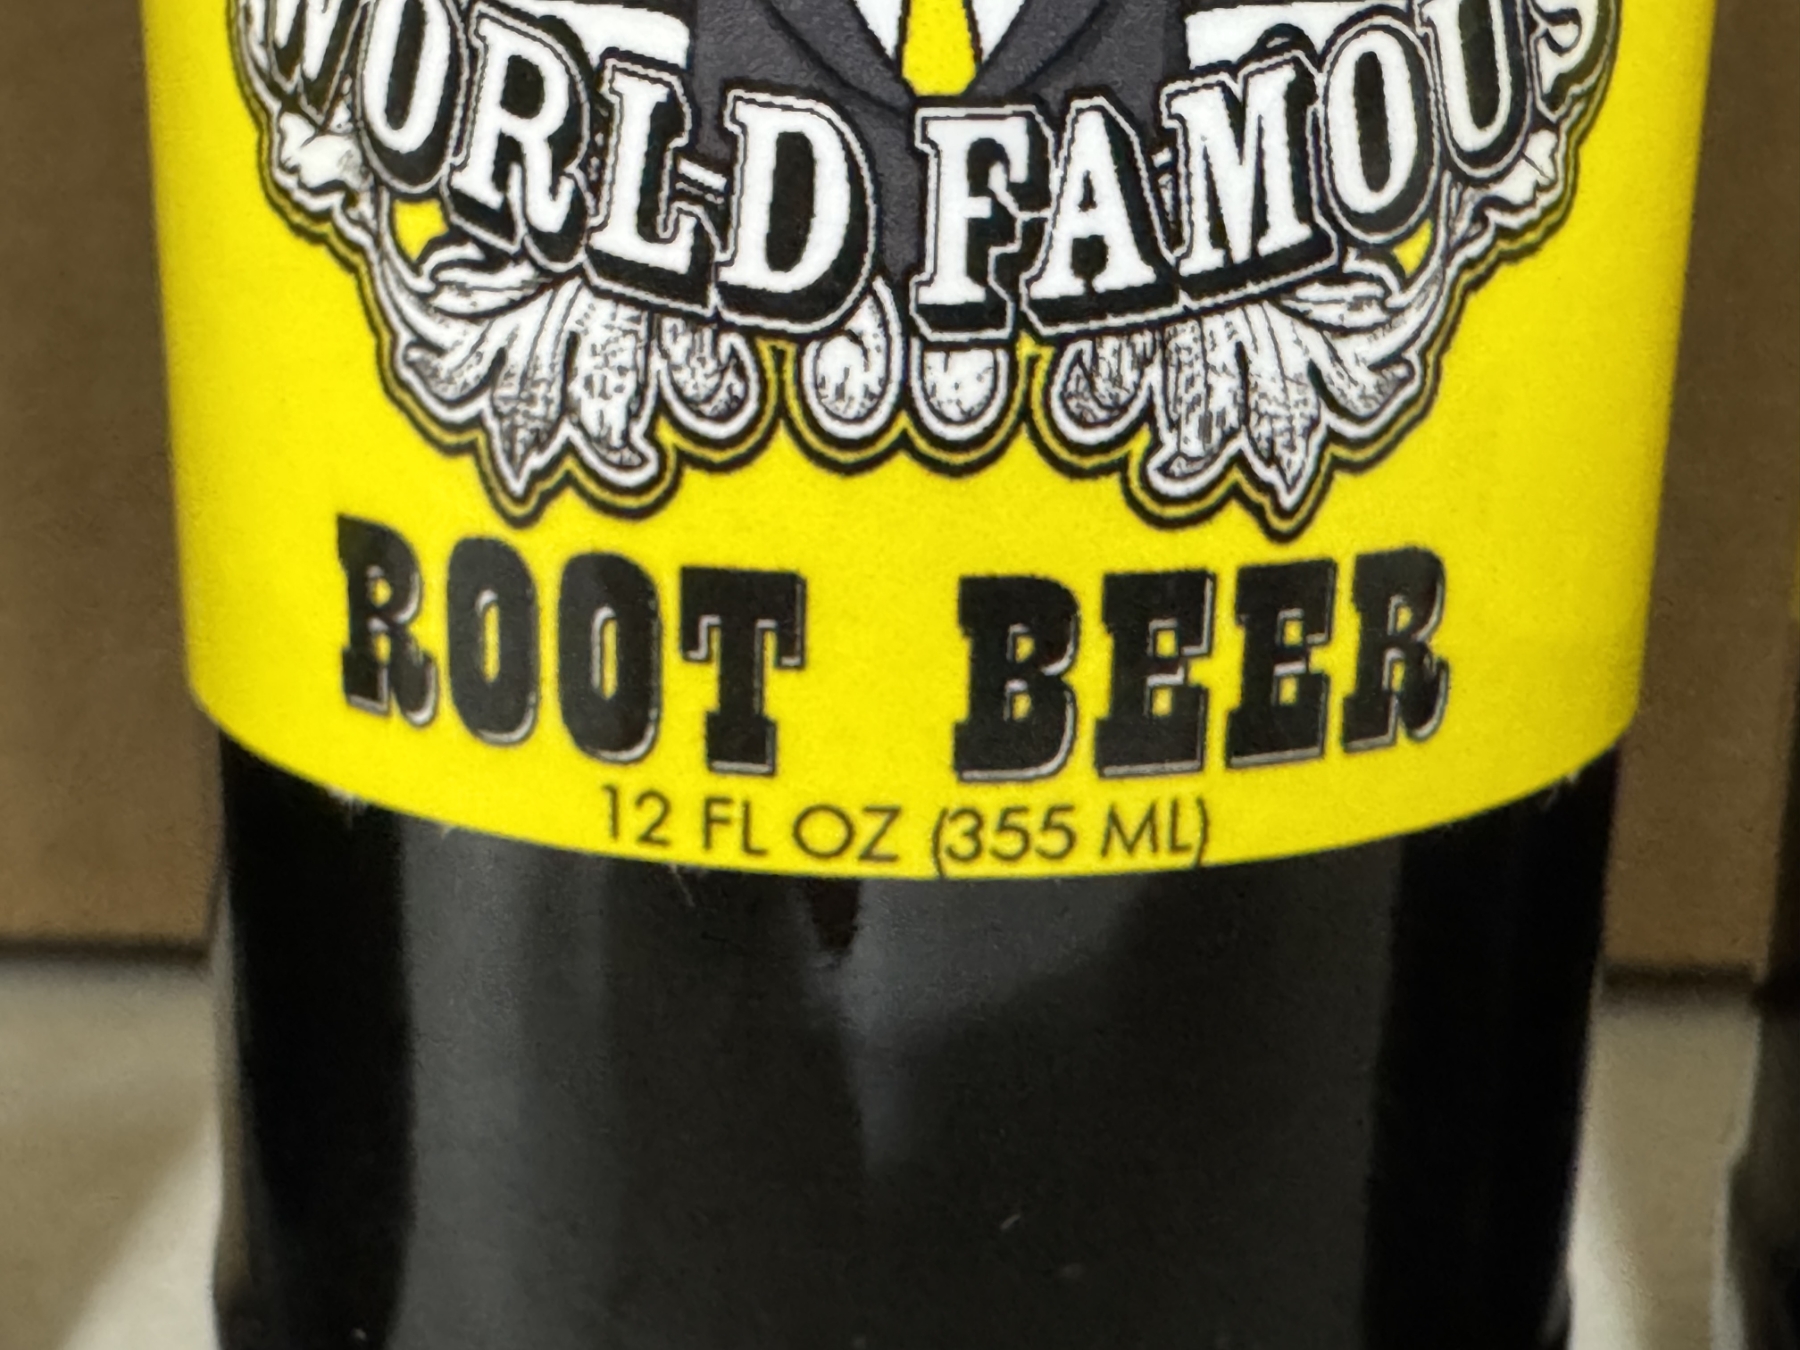 WORLD FAMOUS
ROOT BEER
12 FL OZ (355 ML)